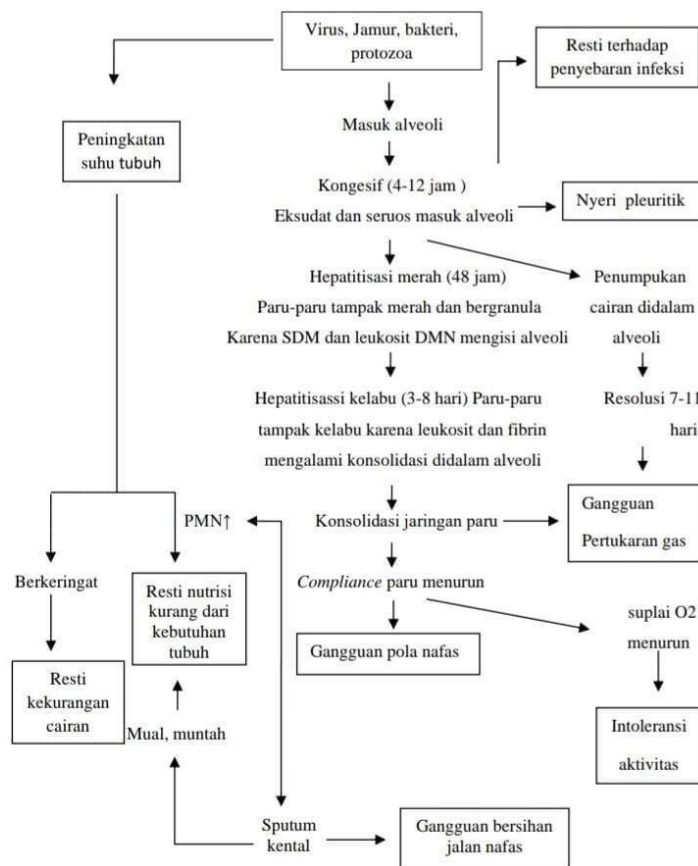 Virus, Jamur, bakteri,
protozoa
Resti terhadap
penyebaran infeksi
Masuk alveoli
Peningkatan
suhu tubuh
Kongesif (4-12 jam )
Eksudat dan seruos masuk alveoli
Nyeri pleuritik
Hepatitisasi merah (48 jam)
Paru-paru tampak merah dan bergranula
Karena SDM dan leukosit DMN mengisi alveoli
Penumpukan
cairan didalam
alveoli
Hepatitisassi kelabu (3-8 hari) Paru-paru
tampak kelabu karena leukosit dan fibrin
mengalami konsolidasi didalam alveoli
Resolusi 7-11
hari
PMN↑
Konsolidasi jaringan paru
Gangguan
Pertukaran gas
Berkeringat
Resti nutrisi
kurang dari
kebutuhan
tubuh
Compliance paru menurun
suplai O2
menurun
Gangguan pola nafas
Resti
kekurangan
cairan
Mual, muntah
Intoleransi
aktivitas
Sputum
kental
Gangguan bersihan
jalan nafas